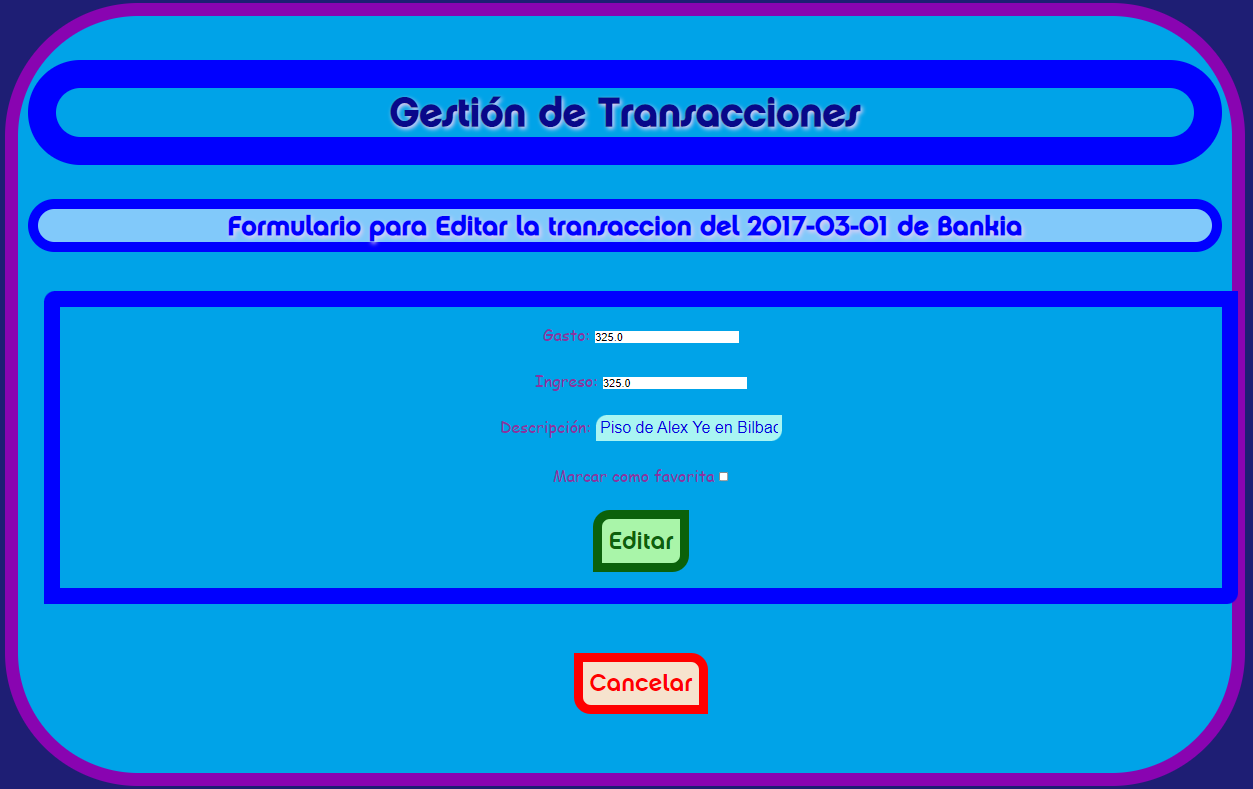 Gestión de Transacciones
Formulario para Editar la transaccion del 2017-03-01 de Bankia
Gasto: 325.0
Ingreso: 325.0
Descripción: Piso de Alex Ye en Bilbao
Marcar como favorita
Editar
Cancelar